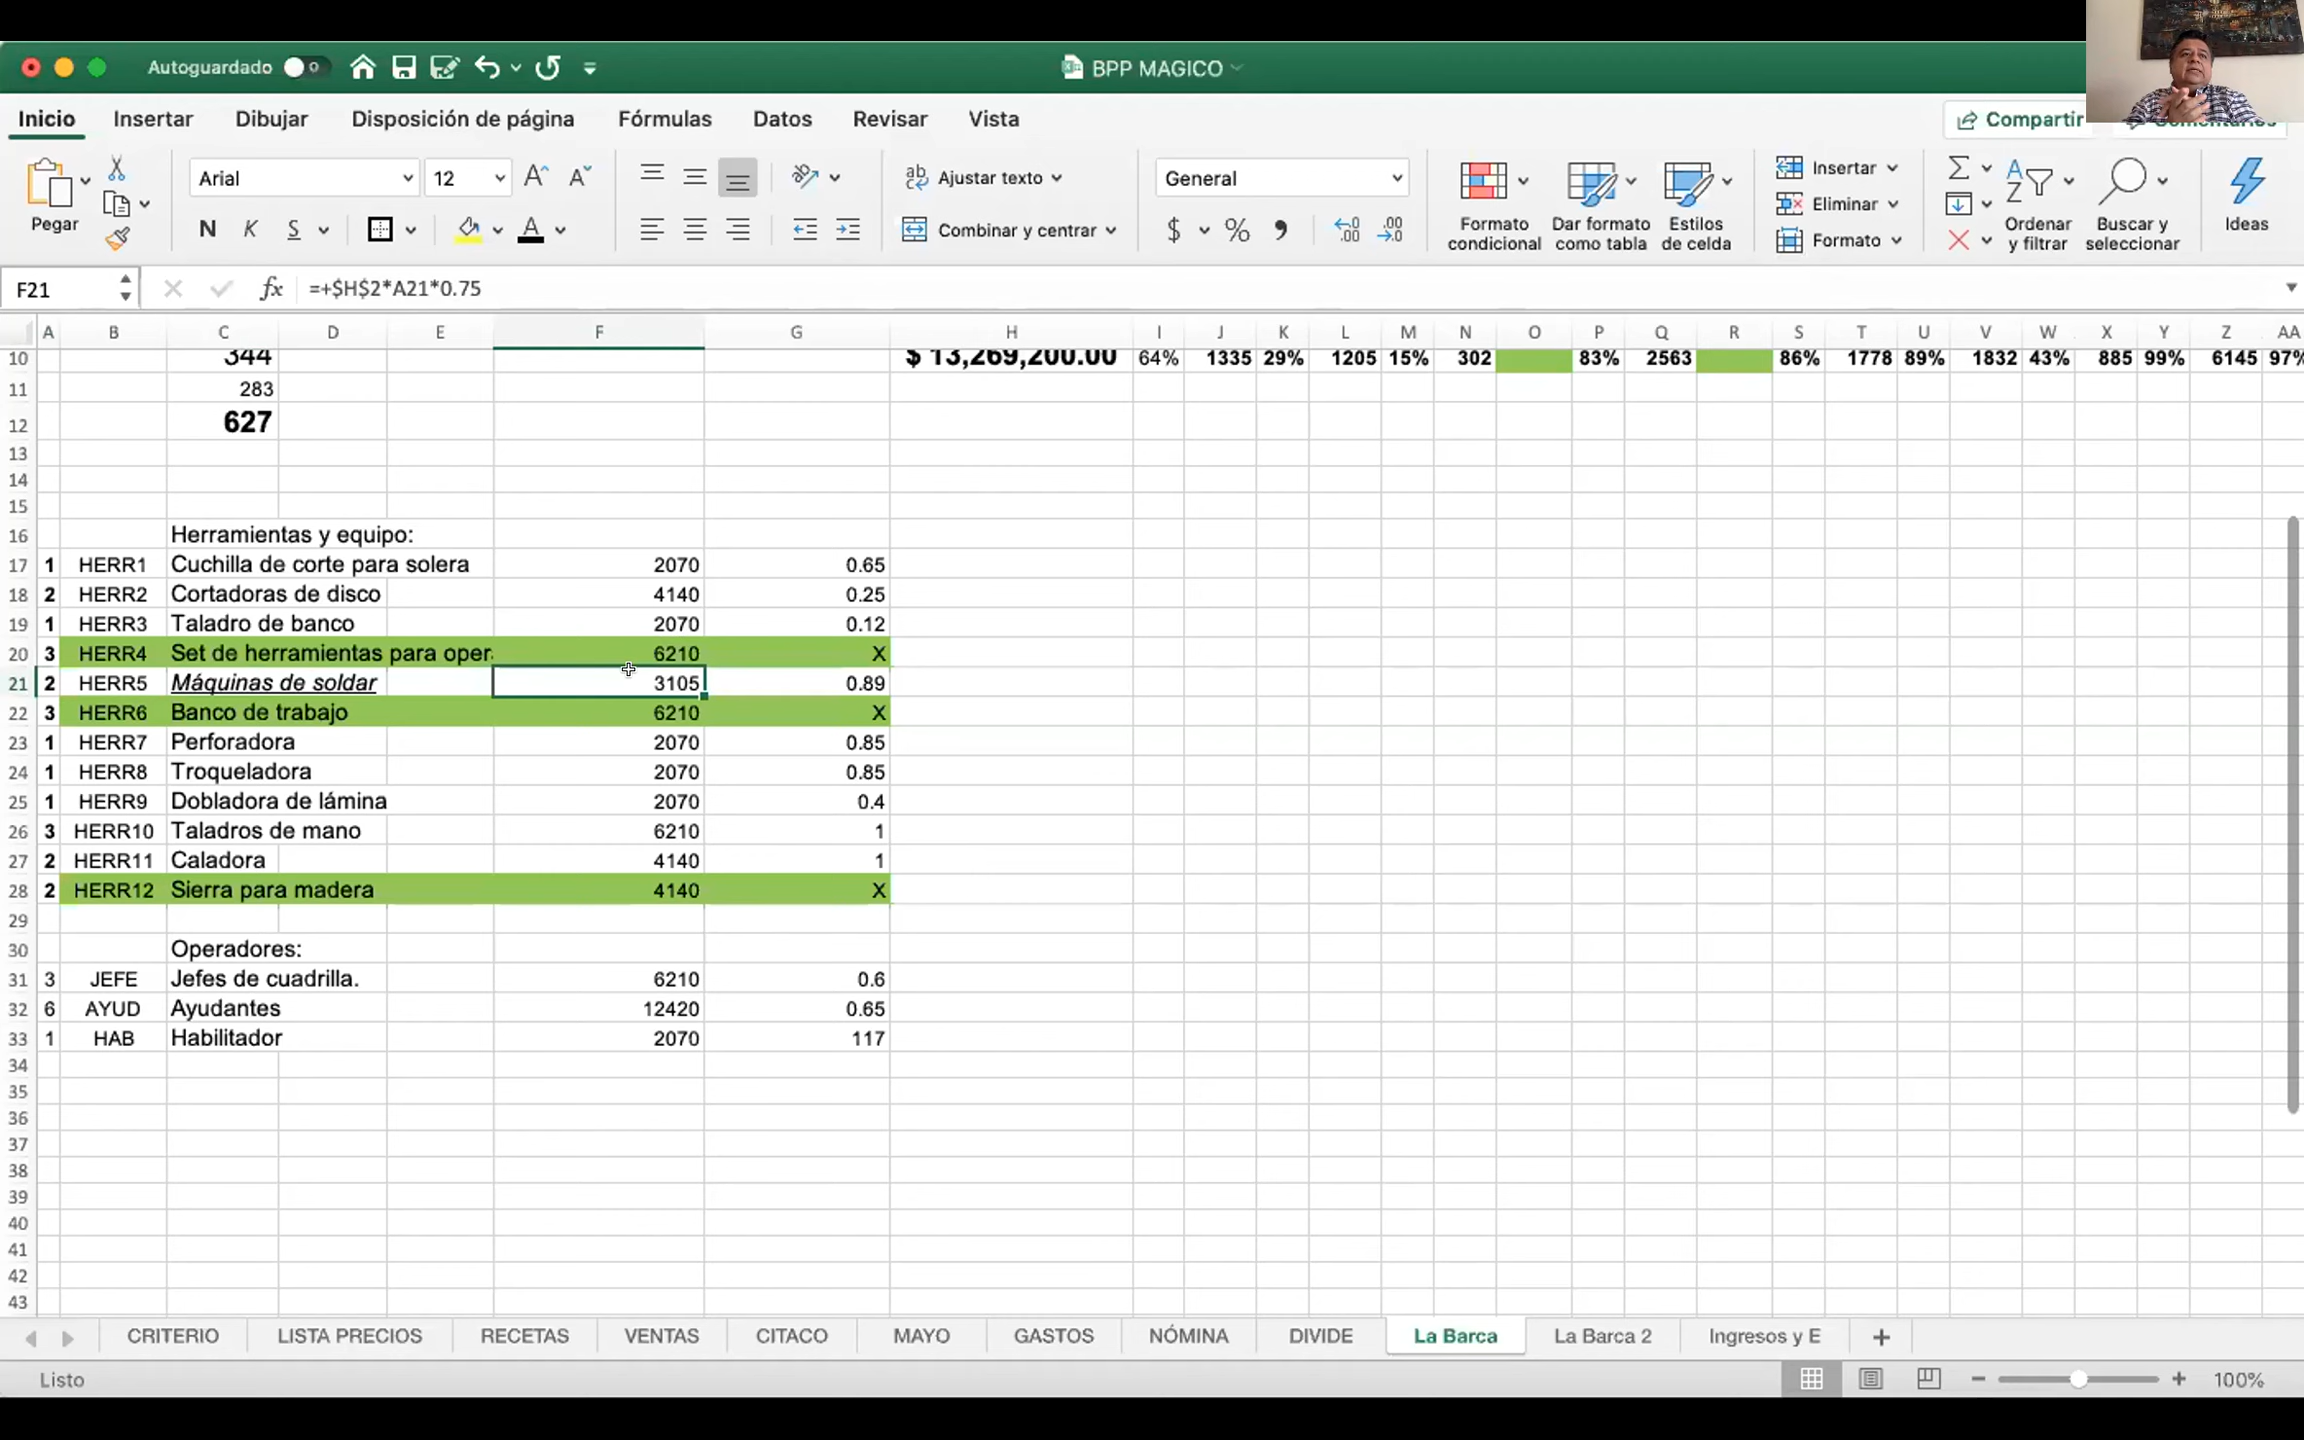 Autoguardado BPP MAGICO
Inicio Insertar Dibujar Disposición de página Fórmulas Datos Revisar Vista Compartir Comentarios
Pegar Arial 12 Ajustar texto General Formato condicional Dar formato como tabla Estilos de celda Insertar Ordenar y filtrar Buscar y seleccionar Ideas
N K S Combinar y centrar $ % Eliminar
Formato
F21 fx =+$H$2*A21*0.75
A B C D E F G H I J K L M N O P Q R S T U V W X Y Z AA
10 344 $ 13,269,200.00 64% 1335 29% 1205 15% 302 83% 2563 86% 1778 89% 1832 43% 885 99% 6145 97%
11 283
12 627
13
14
15
16 Herramientas y equipo:
17 1 HERR1 Cuchilla de corte para solera 2070 0.65
18 2 HERR2 Cortadoras de disco 4140 0.25
19 1 HERR3 Taladro de banco 2070 0.12
20 3 HERR4 Set de herramientas para oper 6210 X
21 2 HERR5 Máquinas de soldar 3105 0.89
22 3 HERR6 Banco de trabajo 6210 X
23 1 HERR7 Perforadora 2070 0.85
24 1 HERR8 Troqueladora 2070 0.85
25 1 HERR9 Dobladora de lámina 2070 0.4
26 3 HERR10 Taladros de mano 6210 1
27 2 HERR11 Caladora 4140 1
28 2 HERR12 Sierra para madera 4140 X
29
30 Operadores:
31 3 JEFE Jefes de cuadrilla. 6210 0.6
32 6 AYUD Ayudantes 12420 0.65
33 1 HAB Habilitador 2070 117
34
35
36
37
38
39
40
41
42
43
CRITERIO LISTA PRECIOS RECETAS VENTAS CITACO MAYO GASTOS NÓMINA DIVIDE La Barca La Barca 2 Ingresos y E +
Listo 100%